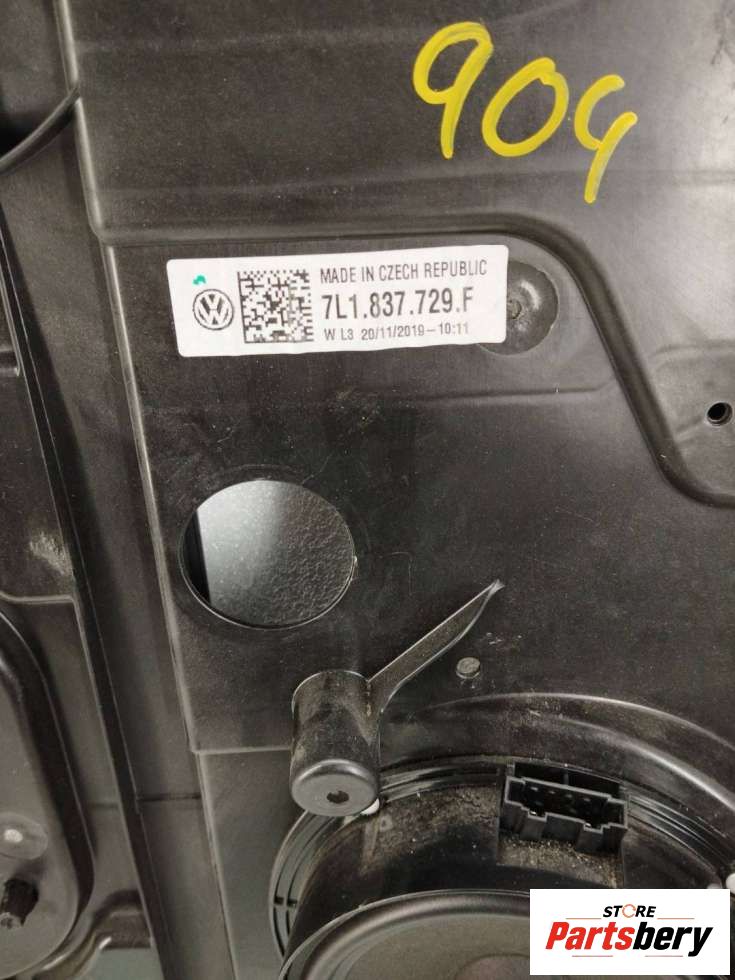 904
MADE IN CZECH REPUBLIC
7L1.837.729.F
W L3 20/11/2019-10:11
STORE
Partsbery